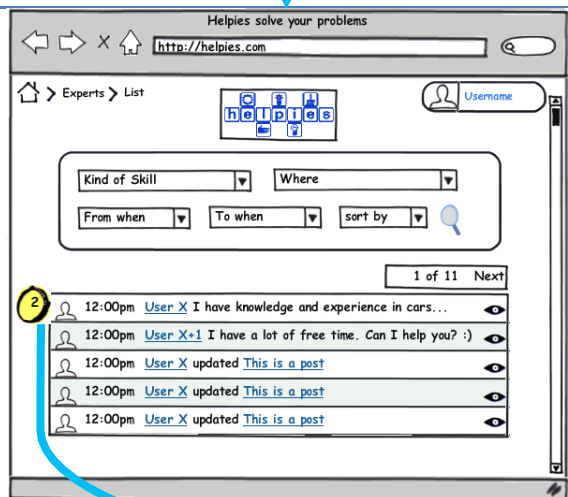 Helpies solve your problems
X http://helpies.com
Experts List
helpies
Username
Kind of Skill Where
From when To when sort by
1 of 11 Next
2
12:00pm User X I have knowledge and experience in cars...
12:00pm User X+1 I have a lot of free time. Can I help you? :)
12:00pm User X updated This is a post
12:00pm User X updated This is a post
12:00pm User X updated This is a post